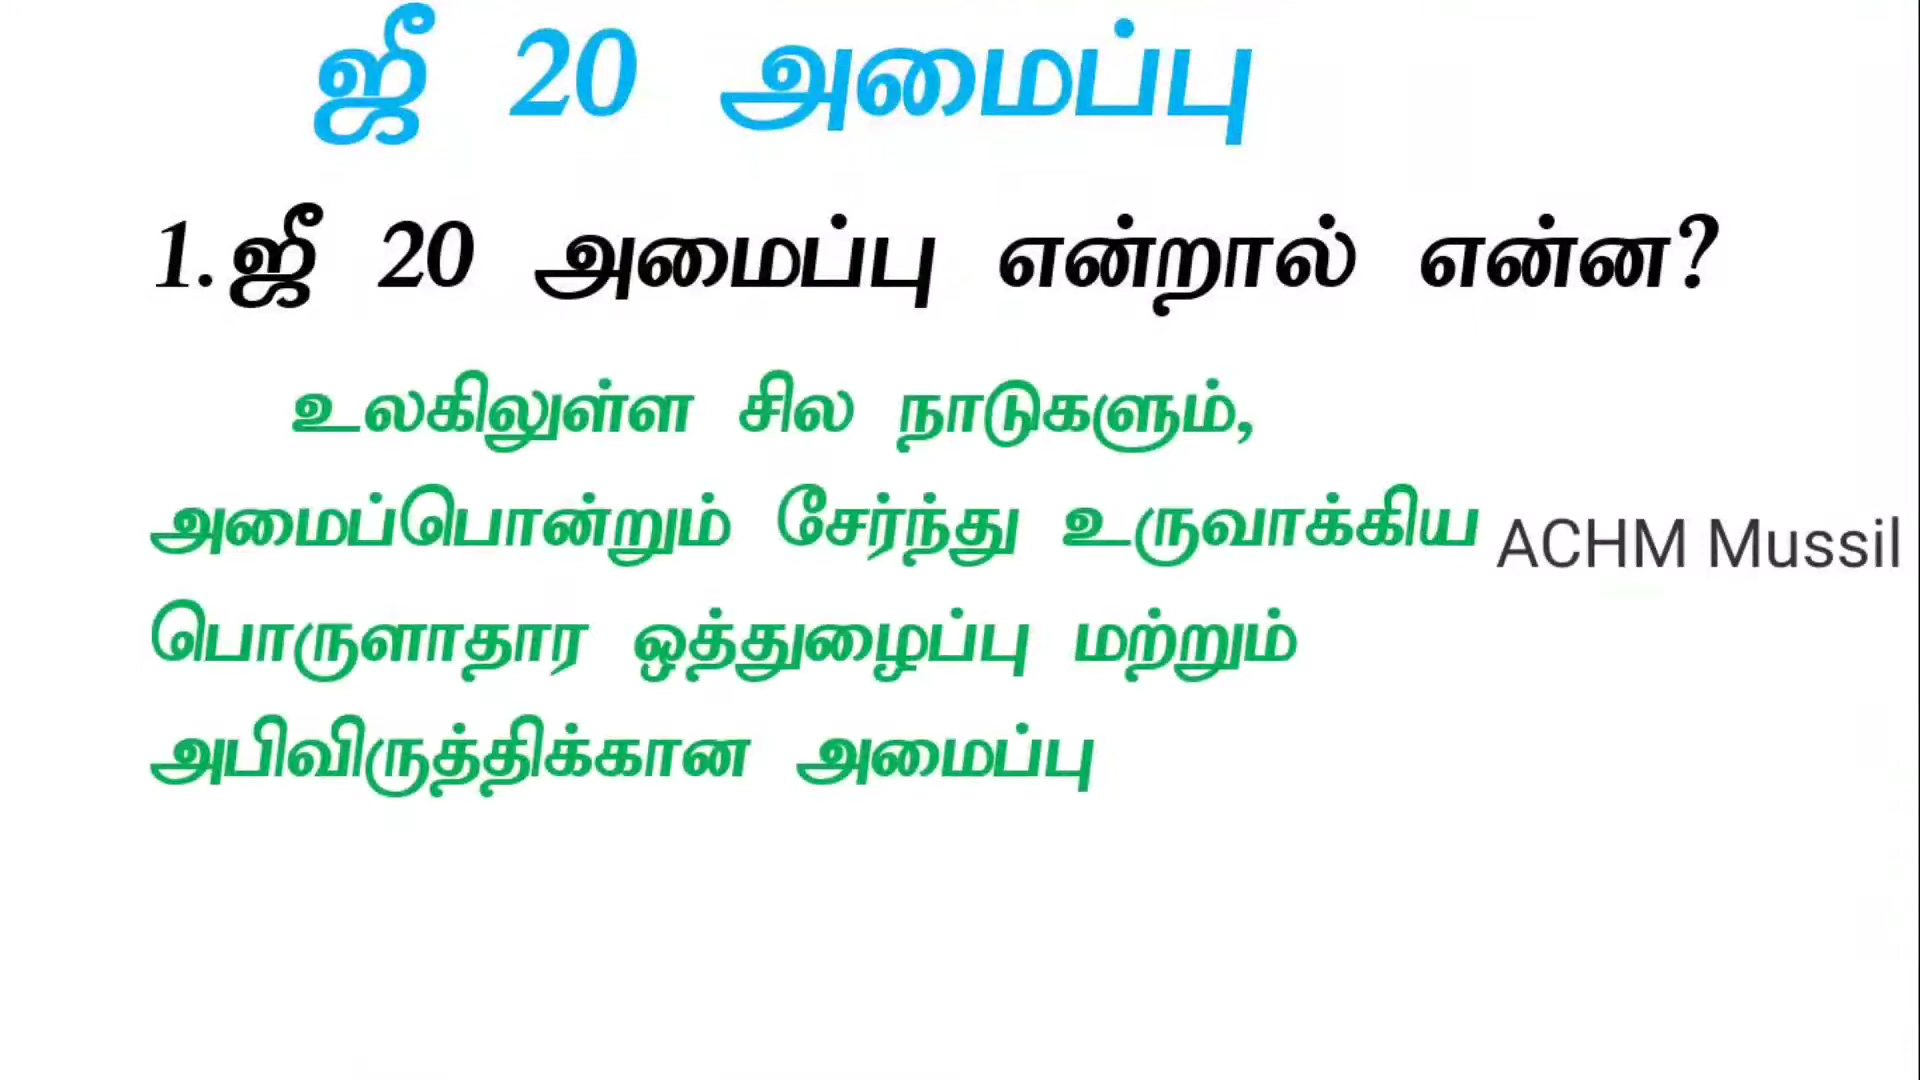 ஜீ 20 அமைப்பு
1.ஜீ 20 அமைப்பு என்றால் என்ன?
உலகிலுள்ள சில நாடுகளும்,
அமைப்பொன்றும் சேர்ந்து உருவாக்கிய
ACHM Mussil
பொருளாதார ஒத்துழைப்பு மற்றும்
அபிவிருத்திக்கான அமைப்பு